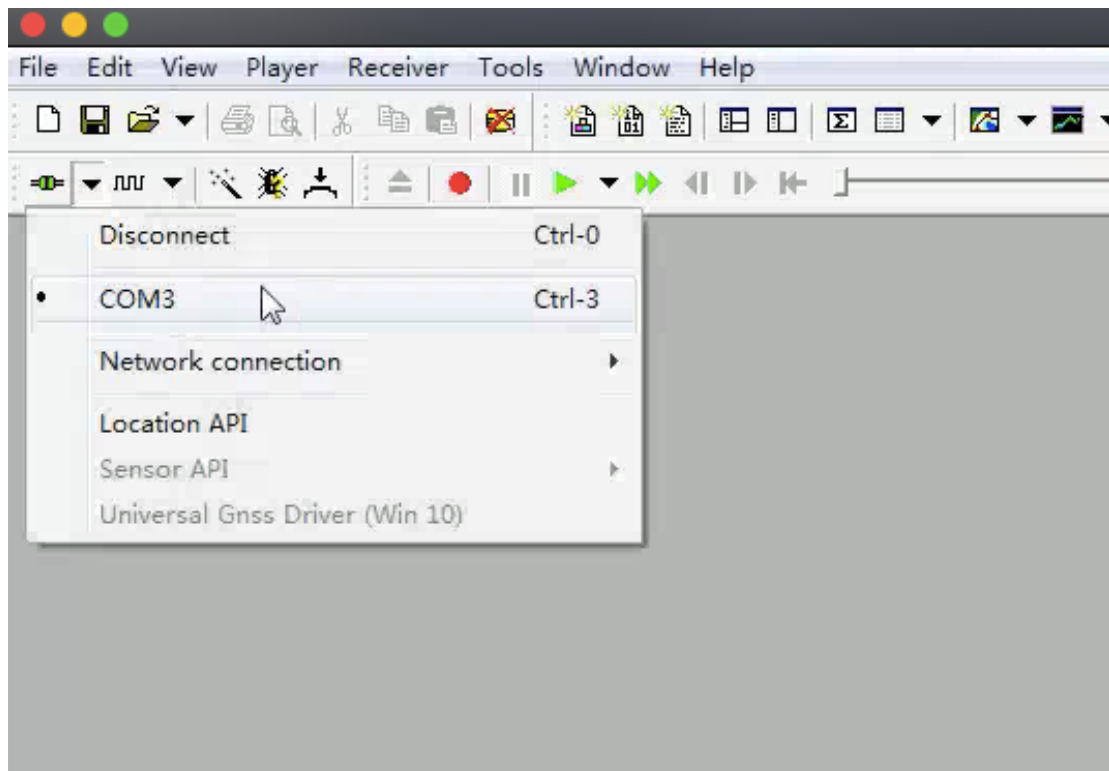 File Edit View Player Receiver Tools Window Help
Disconnect Ctrl-0
COM3 Ctrl-3
Network connection
Location API
Sensor API
Universal Gnss Driver (Win 10)